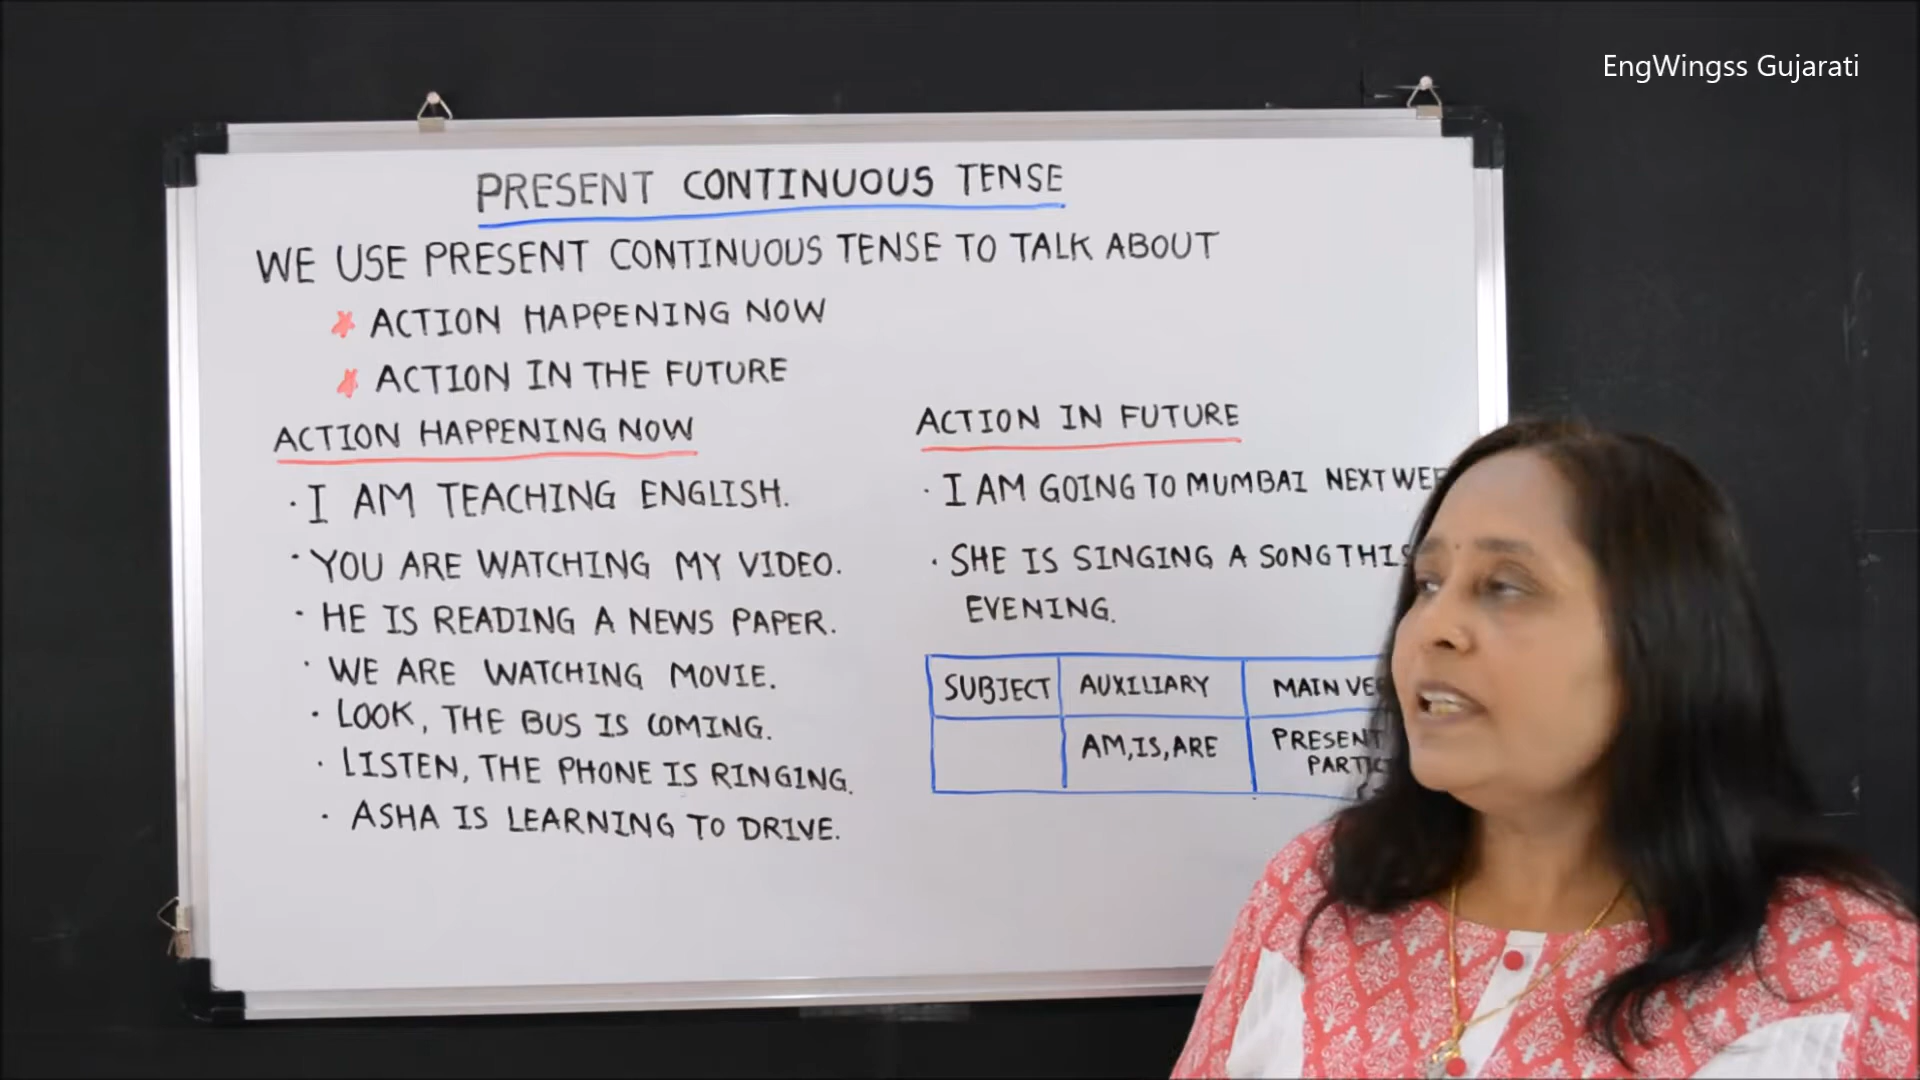 EngWingss Gujarati
PRESENT CONTINUOUS TENSE
WE USE PRESENT CONTINUOUS TENSE TO TALK ABOUT
* ACTION HAPPENING NOW
* ACTION IN THE FUTURE
ACTION HAPPENING NOW
· I AM TEACHING ENGLISH.
· YOU ARE WATCHING MY VIDEO.
· HE IS READING A NEWS PAPER.
· WE ARE WATCHING MOVIE.
· LOOK, THE BUS IS COMING.
· LISTEN, THE PHONE IS RINGING.
· ASHA IS LEARNING TO DRIVE.
ACTION IN FUTURE
· I AM GOING TO MUMBAI NEXT
· SHE IS SINGING A SONG THIS
EVENING.
SUBJECT AUXILIARY MAIN
AM, IS, ARE PRESENT